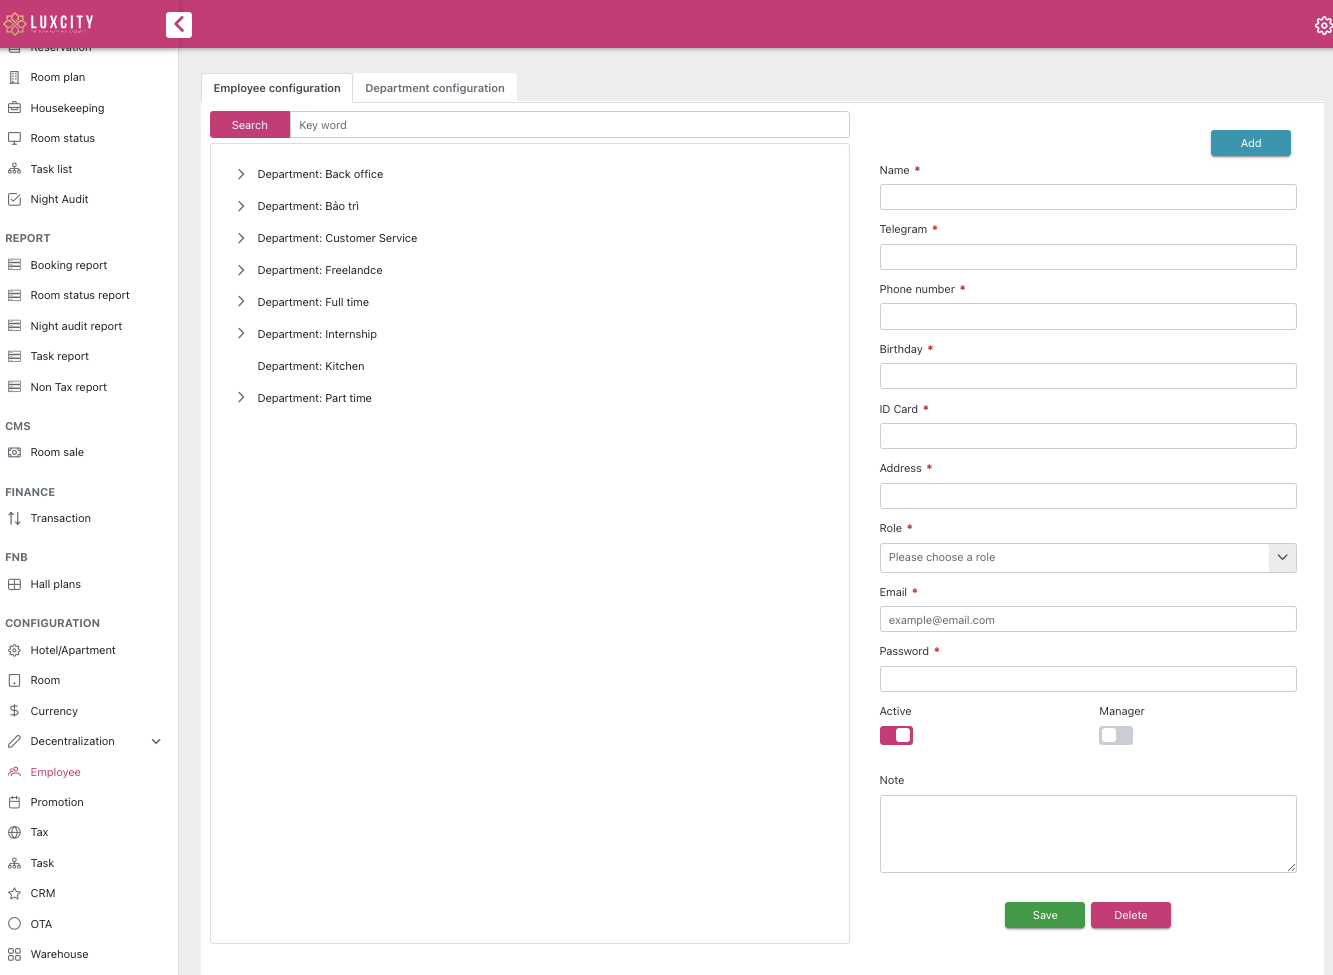 LUXCITY
Reservation
Room plan
Housekeeping
Room status
Task list
Night Audit
REPORT
Booking report
Room status report
Night audit report
Task report
Non Tax report
CMS
Room sale
FINANCE
Transaction
FNB
Hall plans
CONFIGURATION
Hotel/Apartment
Room
Currency
Decentralization
Employee
Promotion
Tax
Task
CRM
OTA
Warehouse
Employee configuration
Department configuration
Search
Key word
Department: Back office
Department: Bảo trì
Department: Customer Service
Department: Freelandce
Department: Full time
Department: Internship
Department: Kitchen
Department: Part time
Add
Name *
Telegram *
Phone number *
Birthday *
ID Card *
Address *
Role *
Please choose a role
Email *
example@email.com
Password *
Active
Manager
Note
Save
Delete